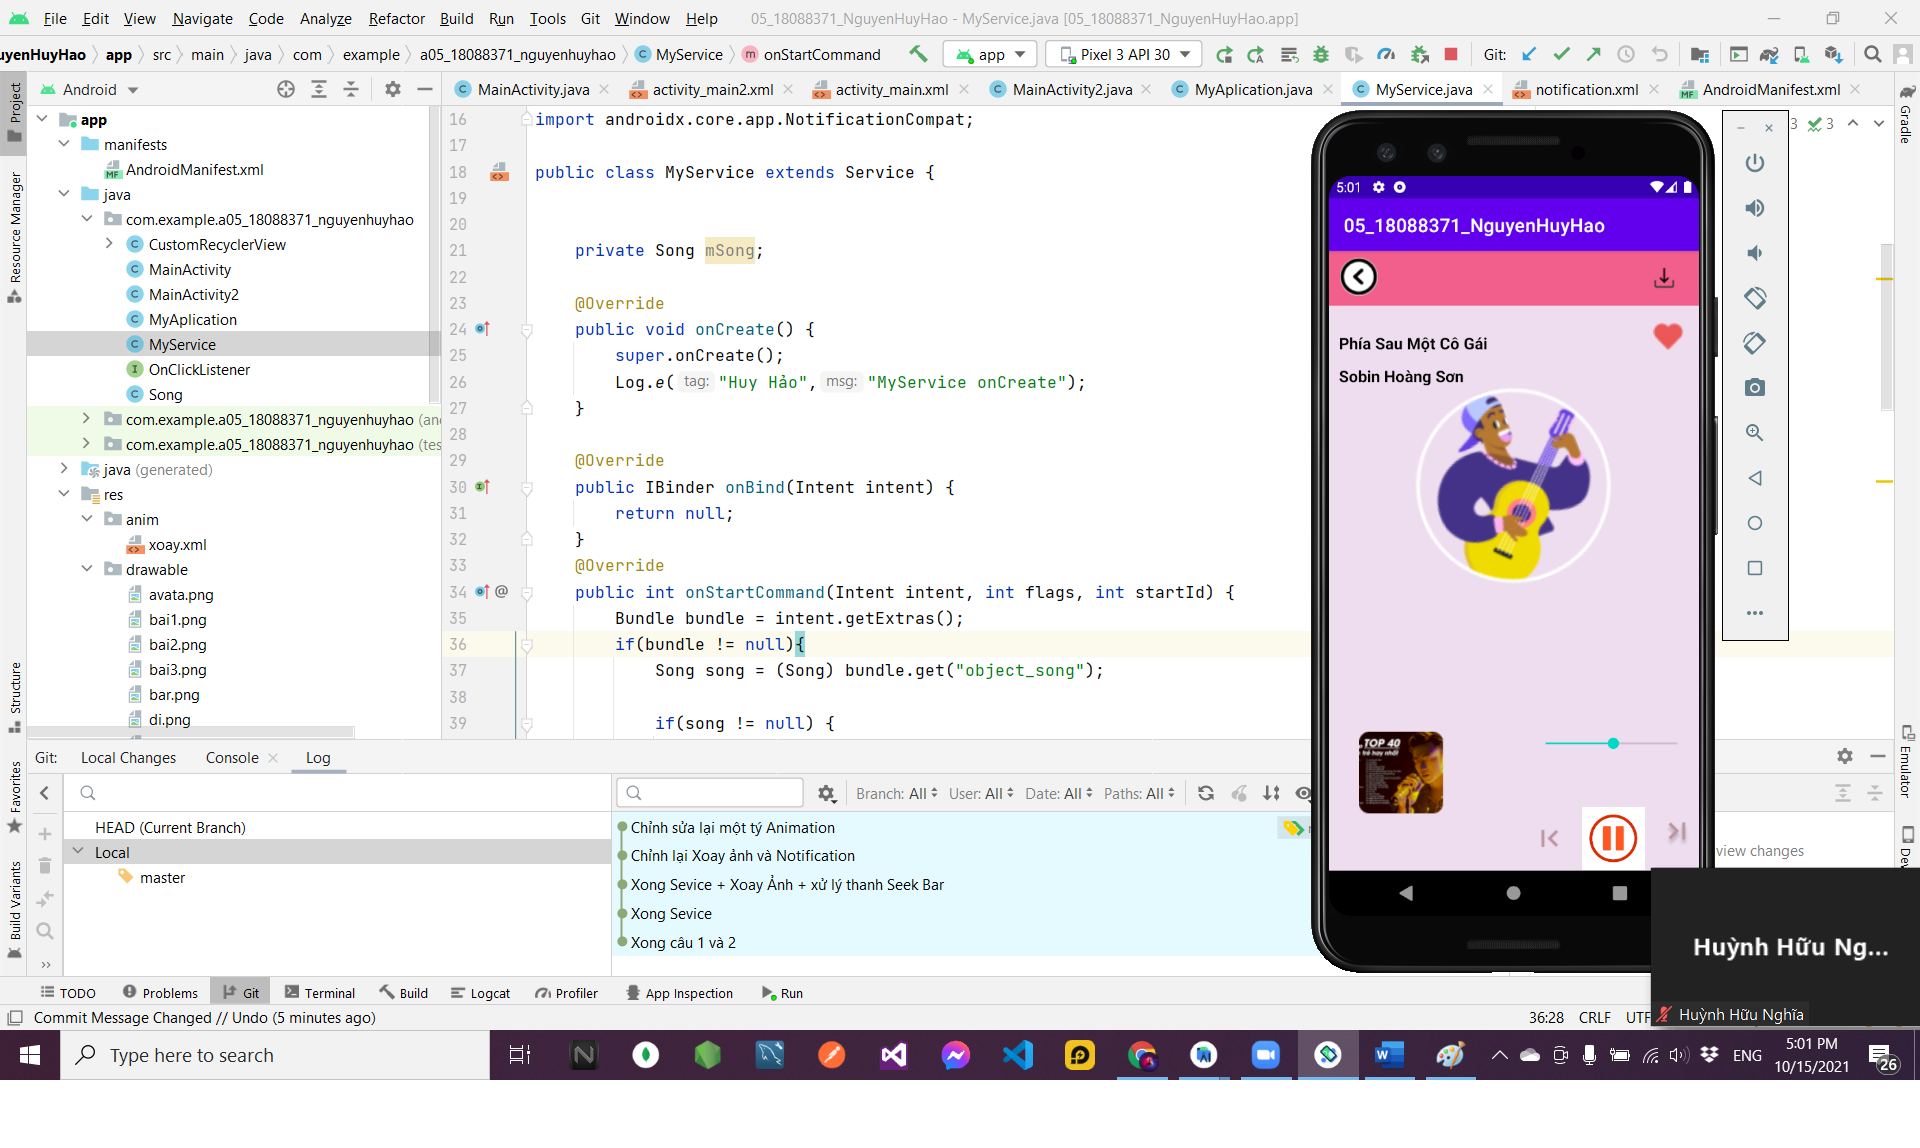 File Edit View Navigate Code Analyze Refactor Build Run Tools Git Window Help 05_18088371_NguyenHuyHao - MyService.java [05_18088371_NguyenHuyHao.app]
uyenHuyHao app src main java com example a05_18088371_nguyenhuyhao MyService onStartCommand app Pixel 3 API 30 Git:
Android
MainActivity.java activity_main2.xml activity_main.xml MainActivity2.java MyAplication.java MyService.java notification.xml AndroidManifest.xml
Project
Resource Manager
Structure
Favorites
Build Variants
Gradle
Emulator
app
manifests
AndroidManifest.xml
java
com.example.a05_18088371_nguyenhuyhao
CustomRecyclerView
MainActivity
MainActivity2
MyAplication
MyService
OnClickListener
Song
com.example.a05_18088371_nguyenhuyhao (and
com.example.a05_18088371_nguyenhuyhao (tes
java (generated)
res
anim
xoay.xml
drawable
avata.png
bai1.png
bai2.png
bai3.png
bar.png
di.png
16 import androidx.core.app.NotificationCompat;
17
18 public class MyService extends Service {
19
20
21 private Song mSong;
22
23 @Override
24 public void onCreate() {
25 super.onCreate();
26 Log.e( tag: "Huy Hảo", msg: "MyService onCreate");
27 }
28
29 @Override
30 public IBinder onBind(Intent intent) {
31 return null;
32 }
33 @Override
34 public int onStartCommand(Intent intent, int flags, int startId) {
35 Bundle bundle = intent.getExtras();
36 if(bundle != null){
37 Song song = (Song) bundle.get("object_song");
38
39 if(song != null) {
3 3
5:01
05_18088371_NguyenHuyHao
Phía Sau Một Cô Gái
Sobin Hoàng Sơn
TOP 40
Git: Local Changes Console Log
Branch: All User: All Date: All Paths: All
HEAD (Current Branch)
Local
master
Chỉnh sửa lại một tý Animation
Chỉnh lại Xoay ảnh và Notification
Xong Sevice + Xoay Ảnh + xử lý thanh Seek Bar
Xong Sevice
Xong câu 1 và 2
view changes
Huỳnh Hữu Ng...
Huỳnh Hữu Nghĩa
TODO Problems Git Terminal Build Logcat Profiler App Inspection Run
Commit Message Changed // Undo (5 minutes ago)
36:28 CRLF UTF
Type here to search
ENG
5:01 PM
10/15/2021
26